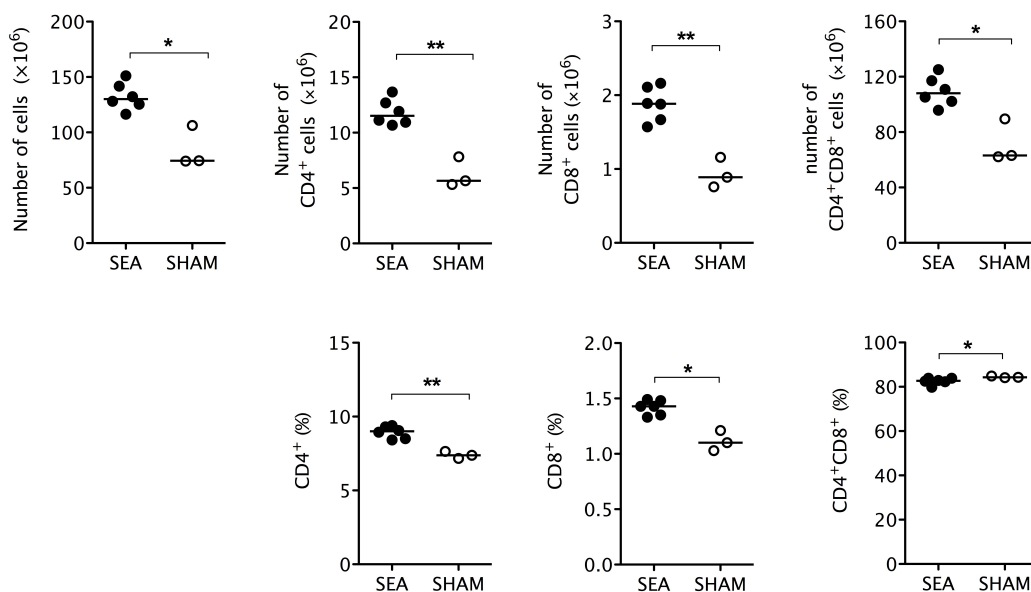 Number of cells (×10⁶)
200
150
100
50
0
*
SEA SHAM
Number of
CD4⁺ cells (×10⁶)
20
15
10
5
0
**
SEA SHAM
Number of
CD8⁺ cells (×10⁶)
3
2
1
0
**
SEA SHAM
number of
CD4⁺CD8⁺ cells (×10⁶)
160
120
80
40
0
*
SEA SHAM
CD4⁺ (%)
15
10
5
0
**
SEA SHAM
CD8⁺ (%)
2.0
1.5
1.0
0.5
0.0
*
SEA SHAM
CD4⁺CD8⁺ (%)
100
80
60
40
20
0
*
SEA SHAM